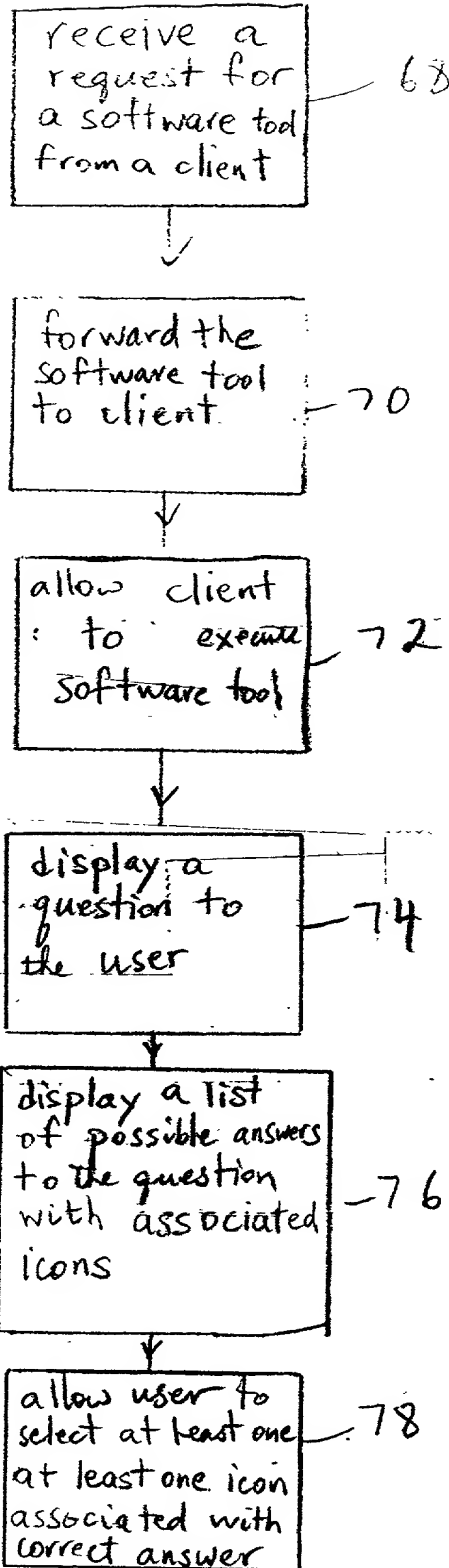 receive a
request for
a software tool
from a client
68
forward the
software tool
to client
70
allow client
to execute
software tool
72
display a
question to
the user
74
display a list
of possible answers
to the question
with associated
icons
76
allow user to
select at least one
at least one icon
associated with
correct answer
78